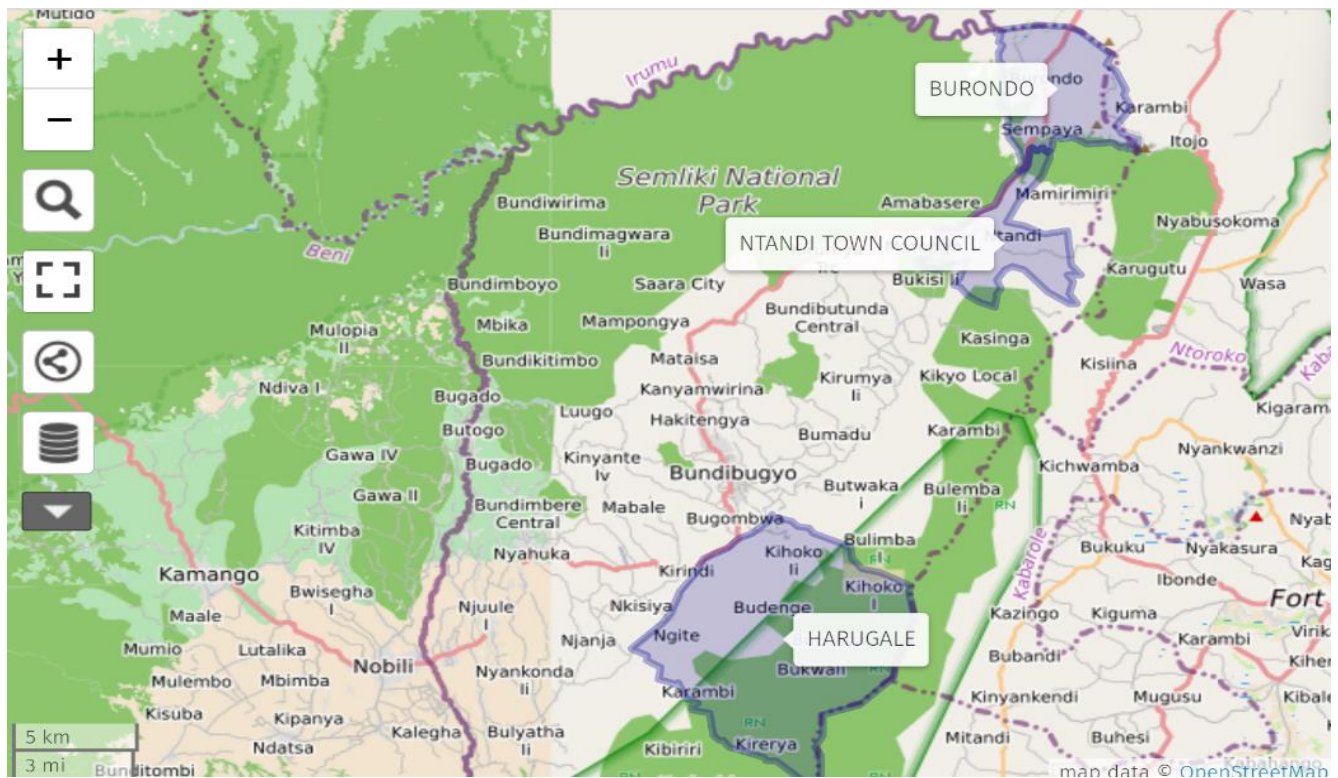 Mutido
+
−
Irumu
Burondo
BURONDO
Karambi
Sempaya
Itojo
Semliki National
Park
Bundiwirima
Amabasere
Mamirimiri
Nyabusokoma
Bundimagwara
Ii
NTANDI TOWN COUNCIL
Ntandi
Beni
Bundimboyo
Saara City
Bukisi Ii
Karugutu
Wasa
Mulopia
II
Mbika
Mampongya
Bundibutunda
Central
Kasinga
Ntoroko
Bundikitimbo
Mataisa
Kisiina
Ndiva I
Bugado
Kanyamwirina
Kirumya
Ii
Kikyo Local
Luugo
Hakitengya
Butogo
Bumadu
Karambi
Nyankwanzi
Gawa IV
Kinyante
Iv
Bugado
Bundibugyo
Kichwamba
Gawa II
Bundimbere
Central
Mabale
Butwaka
i
Bulemba
Ii
RN
Kitimba
IV
Bugombwa
Bulimba
Nyahuka
Kihoko
Ii
Bukuku
Nyakasura
Kamango
Kirindi
RN
Kihoko
I
Kabarole
Ibonde
Bwisegha
I
Njuule
I
Nkisiya
Budenge
Kazingo
Kiguma
Fort
Maale
Njanja
Ngite
HARUGALE
Karambi
Mumio
Lutalika
Nobili
Bubandi
Mulembo
Mbimba
Nyankonda
Ii
Karambi
Bukwali
RN
Kinyankendi
Mugusu
Kisuba
Kipanya
Kalegha
Bulyatha
Ii
RN
Mitandi
Buhesi
5 km
Ndatsa
Kibiriri
Kirerya
3 mi
Bunditombi
RN
map data © OpenStreetMap